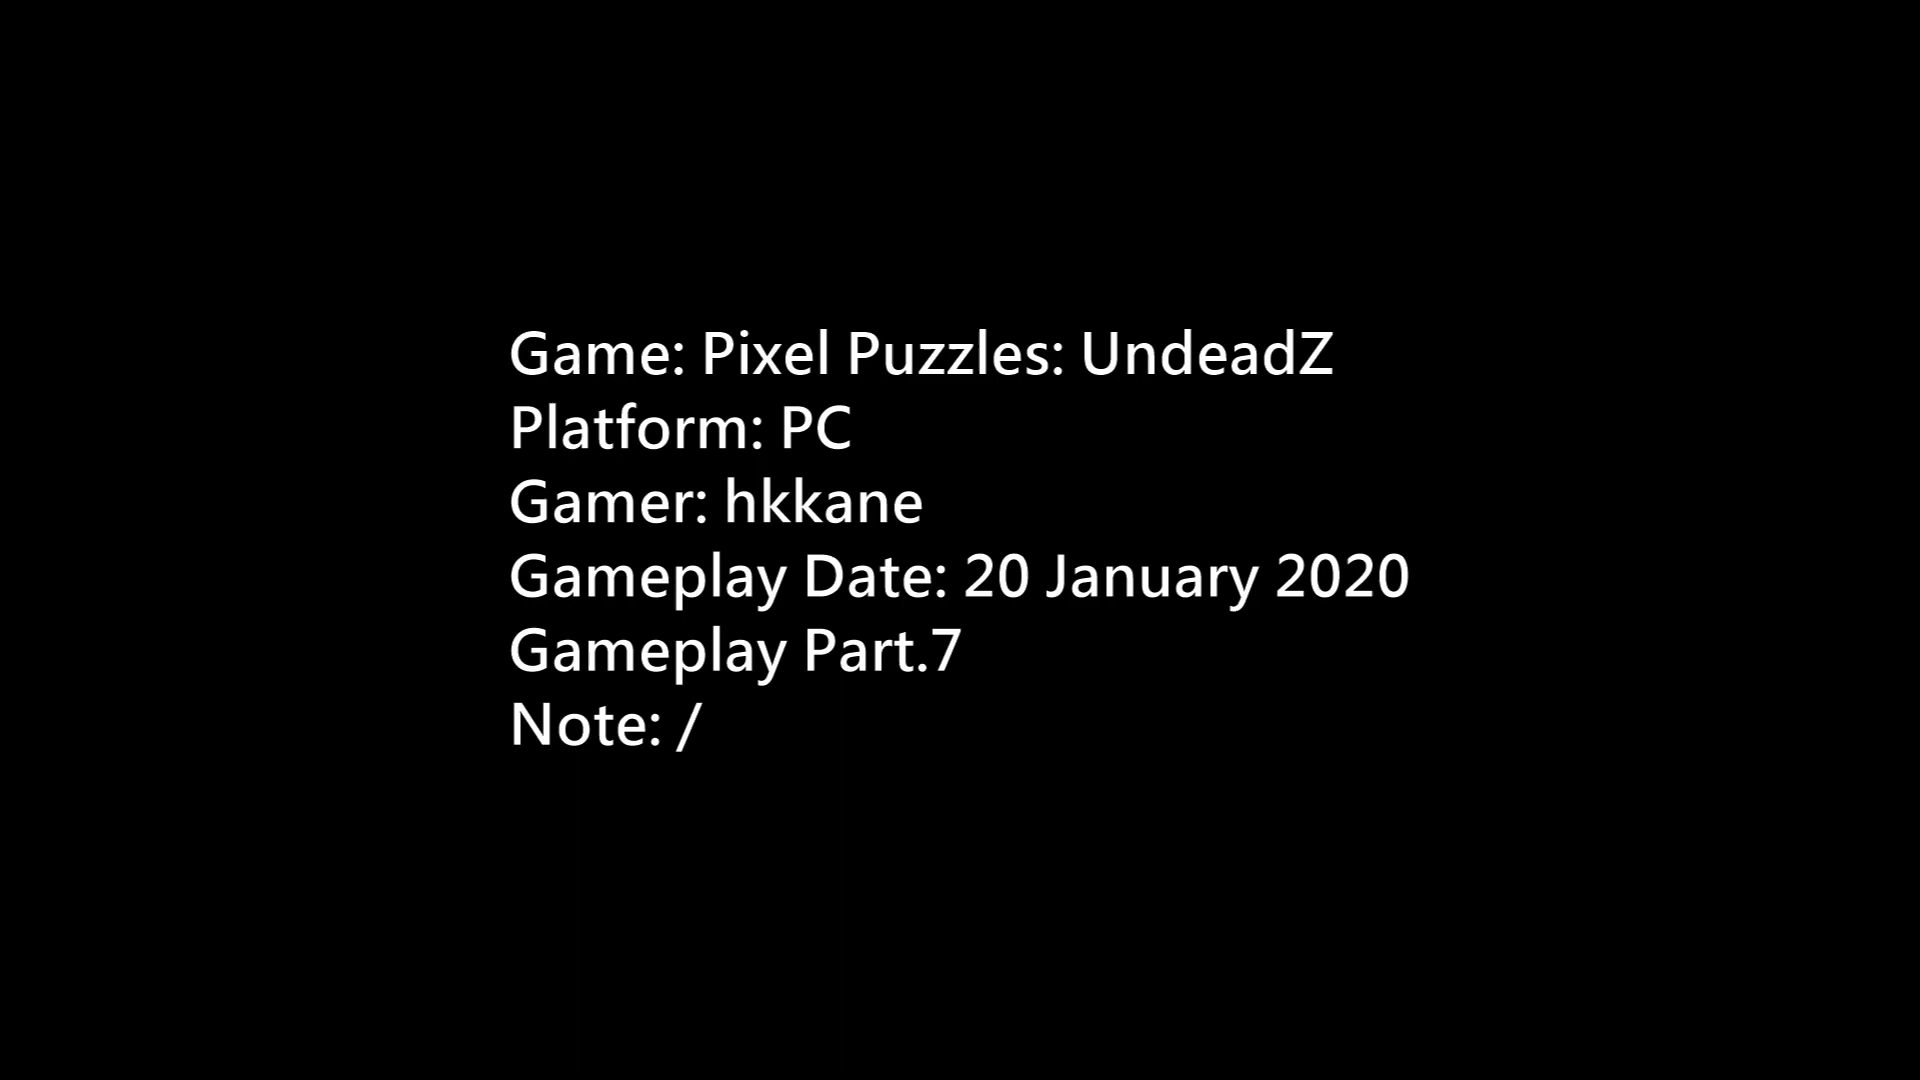 Game: Pixel Puzzles: UndeadZ
Platform: PC
Gamer: hkkane
Gameplay Date: 20 January 2020
Gameplay Part.7
Note: /